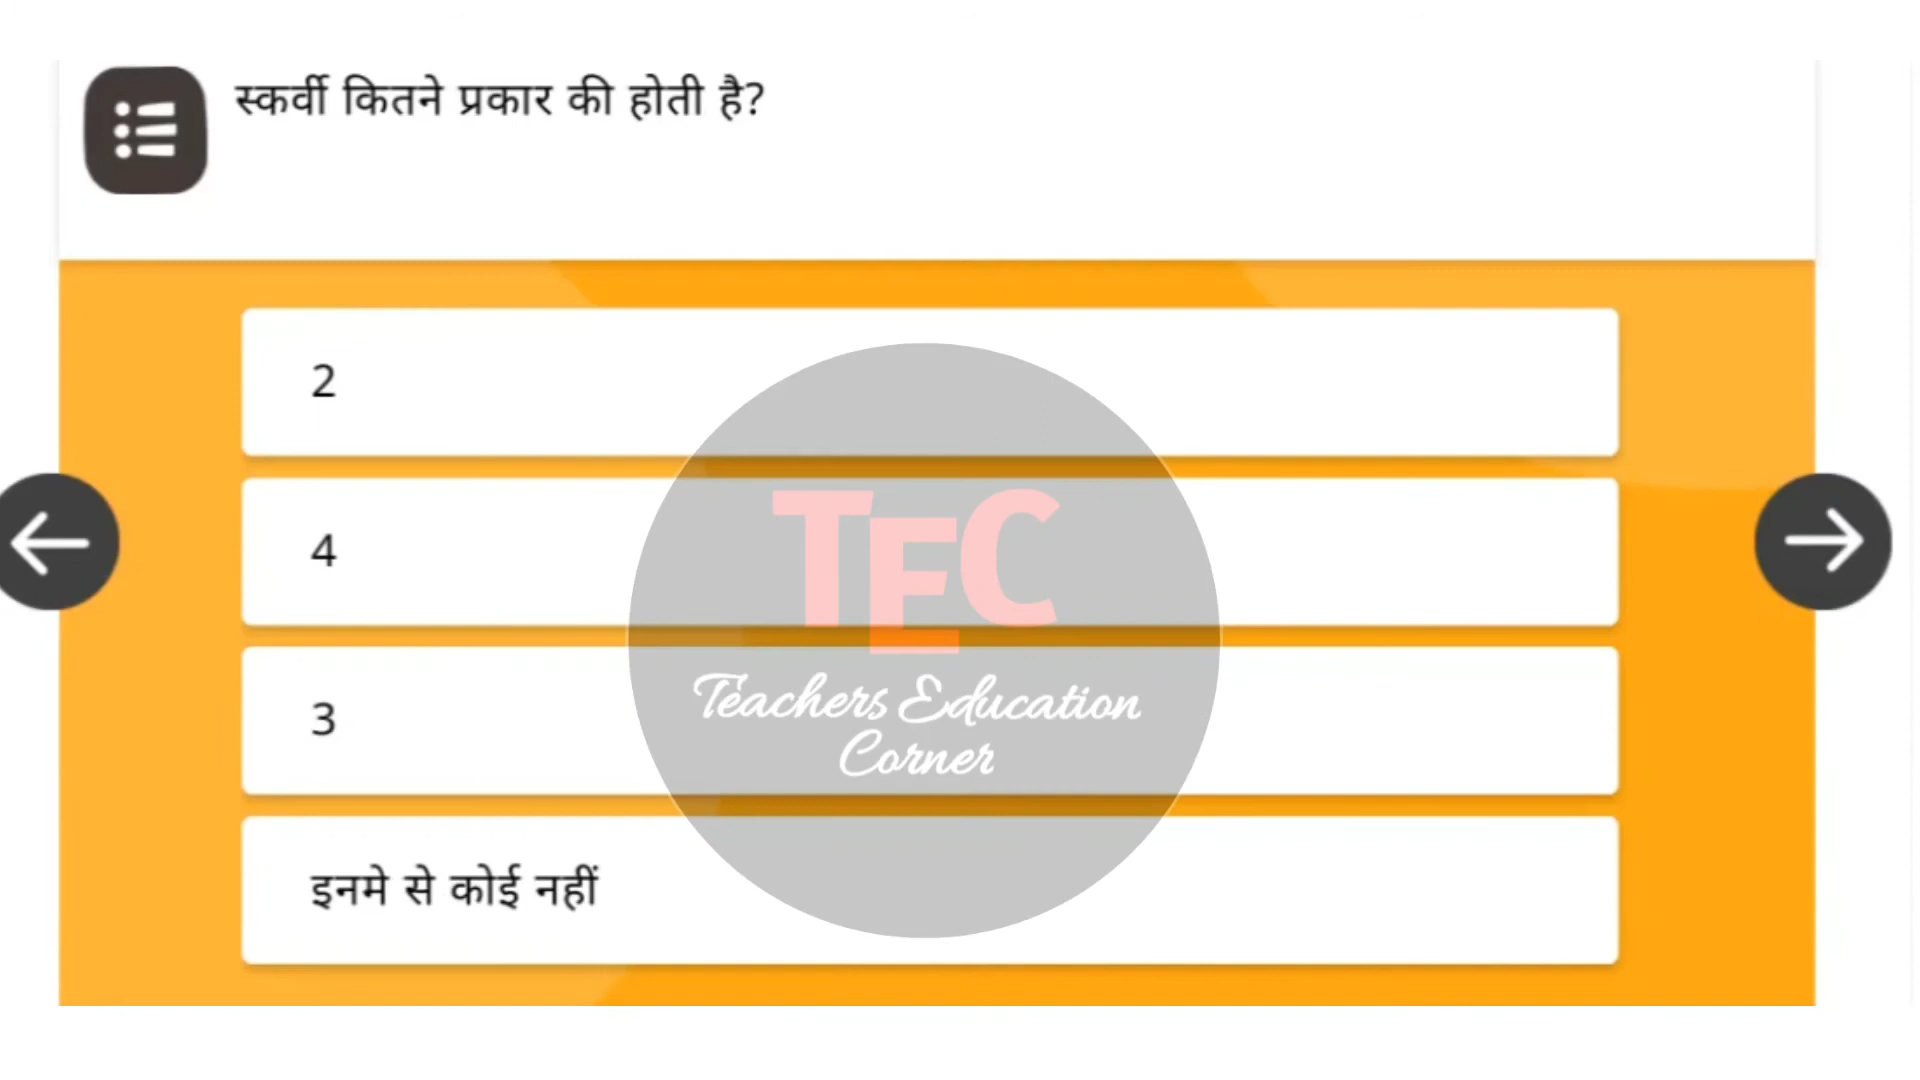 स्कर्वी कितने प्रकार की होती है?
2
4
TEC
3
Teachers Education
Corner
इनमे से कोई नहीं